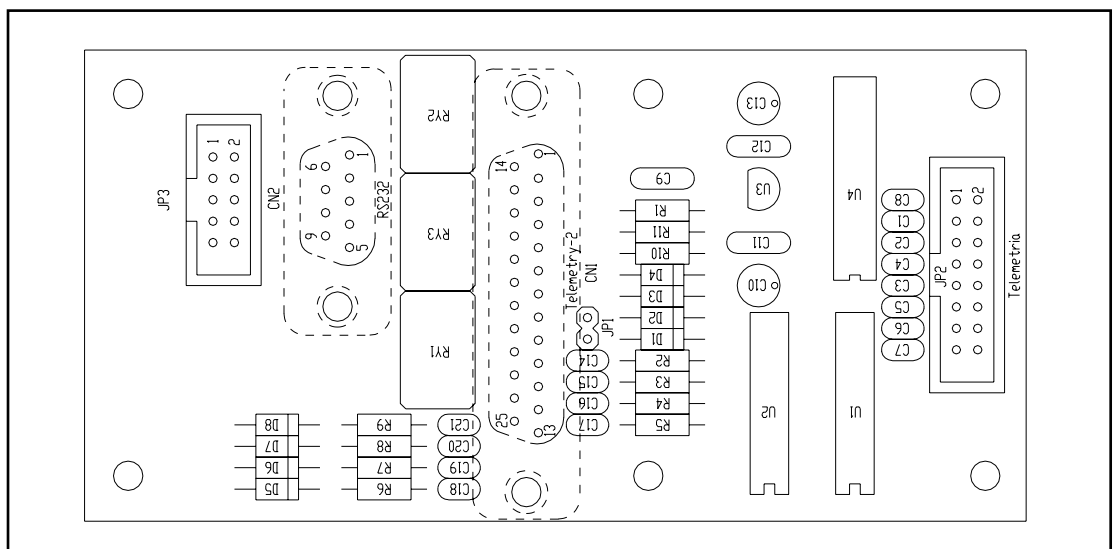 JP3
1
2
CN2
6
1
9
5
RS232
RY2
RY3
RY1
14
1
25
13
Telemetry-2
CN1
JP1
C9
R1
R11
R10
D4
D3
D2
D1
R2
R3
R4
R5
C14
C15
C16
C17
C13
C12
U3
C11
C10
U4
U2
U1
C8
C1
C2
C4
C3
C5
C6
C7
JP2
1
2
Telemetria
D8
D7
D6
D5
R9
R8
R7
R6
C21
C20
C19
C18